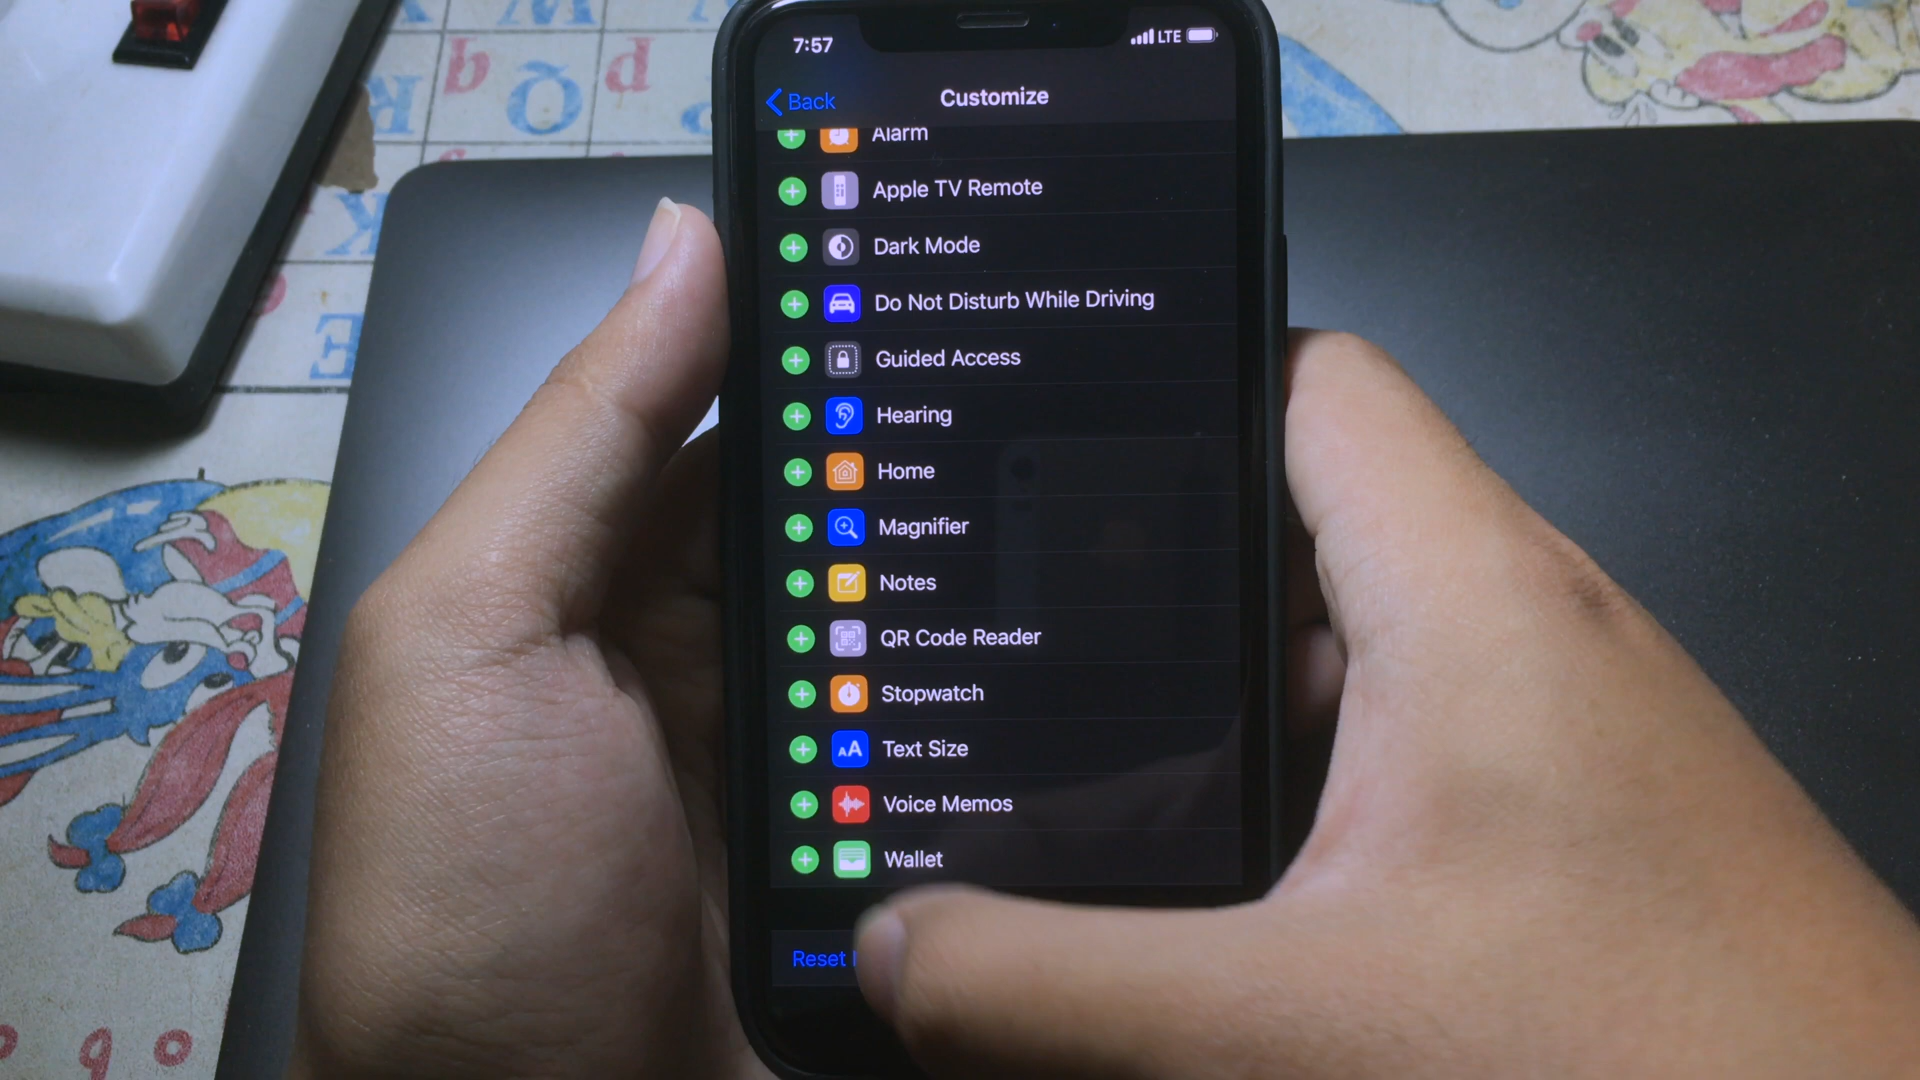 7:57
LTE
Back
Customize
Alarm
Apple TV Remote
Dark Mode
Do Not Disturb While Driving
Guided Access
Hearing
Home
Magnifier
Notes
QR Code Reader
Stopwatch
AA Text Size
Voice Memos
Wallet
Reset
b Q d
R
K
E
q o